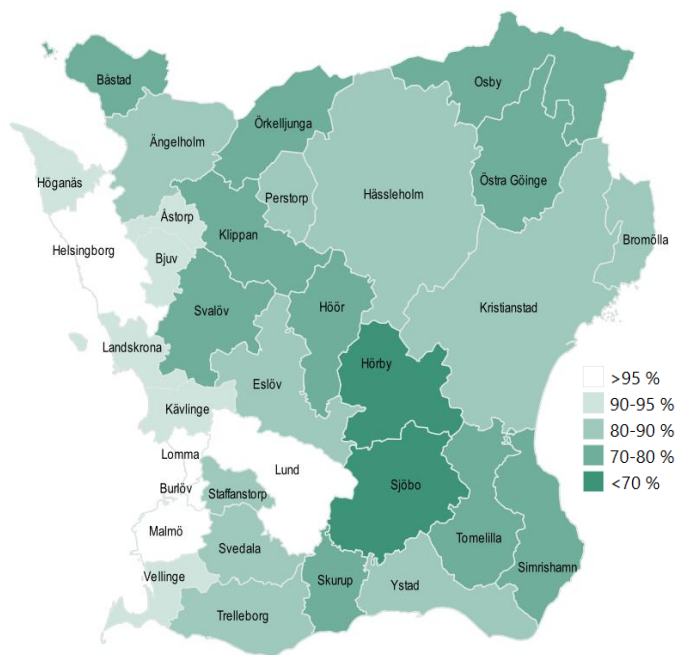 Båstad
Osby
Örkelljunga
Ängelholm
Höganäs
Perstorp
Hässleholm
Östra Göinge
Åstorp
Helsingborg
Klippan
Bjuv
Bromölla
Svalöv
Höör
Kristianstad
Landskrona
Hörby
Eslöv
Kävlinge
Lomma
Lund
Burlöv
Staffanstorp
Sjöbo
Malmö
Svedala
Tomelilla
Simrishamn
Vellinge
Skurup
Ystad
Trelleborg
>95 %
90-95 %
80-90 %
70-80 %
<70 %